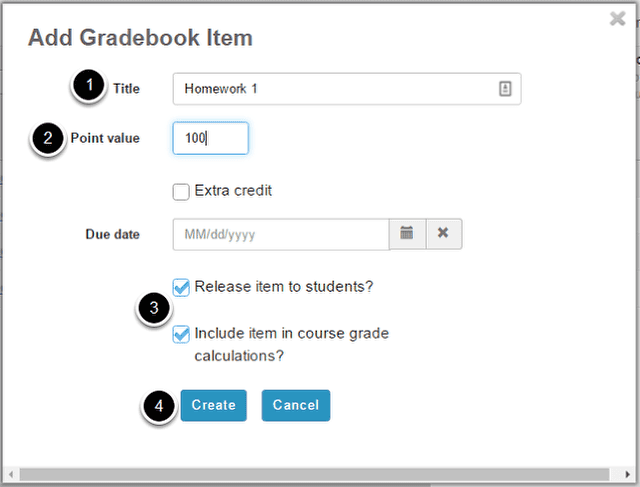 Add Gradebook Item
1 Title Homework 1
2 Point value 100
Extra credit
Due date MM/dd/yyyy
Release item to students?
3
Include item in course grade
calculations?
4 Create Cancel